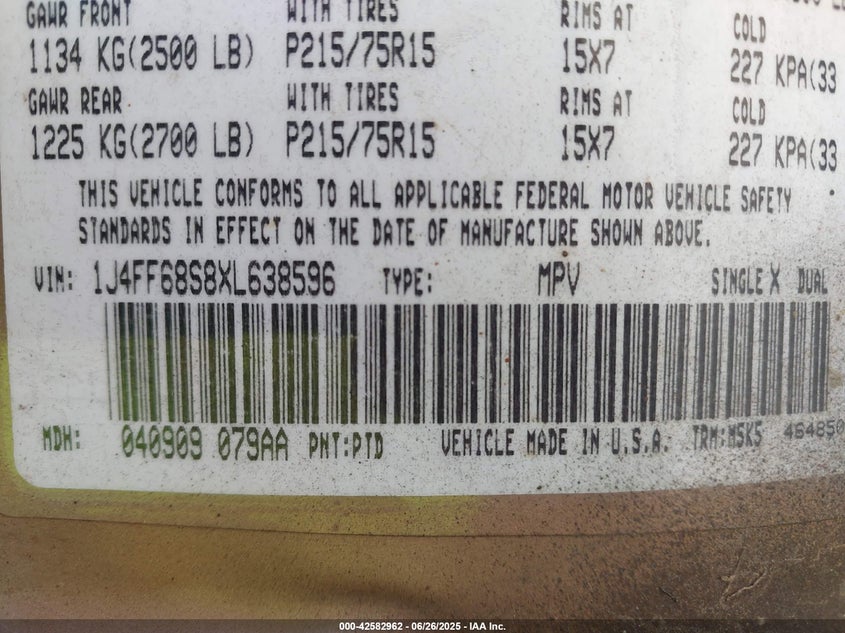 GAWR FRONT WITH TIRES RIMS AT COLD
1134 KG(2500 LB) P215/75R15 15X7 227 KPA(33
GAWR REAR WITH TIRES RIMS AT COLD
1225 KG(2700 LB) P215/75R15 15X7 227 KPA(33
THIS VEHICLE CONFORMS TO ALL APPLICABLE FEDERAL MOTOR VEHICLE SAFETY
STANDARDS IN EFFECT ON THE DATE OF MANUFACTURE SHOWN ABOVE.
VIN: 1J4FF68S8XL638596 TYPE: MPV SINGLE X DUAL
MDH: 040909 079AA PNT:PTD VEHICLE MADE IN U.S.A. TRM:M5K5 464850
000-42582962 - 06/26/2025 - IAA Inc.